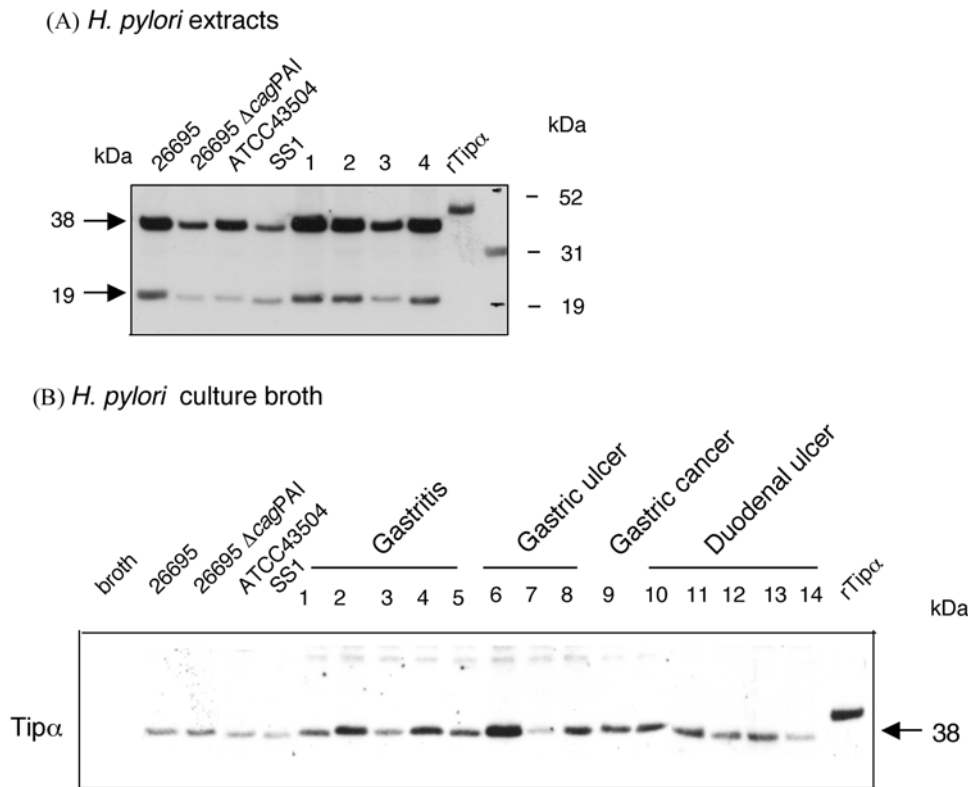 (A) H. pylori extracts
kDa 26695 26695 ΔcagPAI ATCC43504 SS1 1 2 3 4 rTipα kDa
38 52
31
19 19
(B) H. pylori culture broth
Gastritis Gastric ulcer Gastric cancer Duodenal ulcer
broth 26695 26695 ΔcagPAI ATCC43504 SS1 1 2 3 4 5 6 7 8 9 10 11 12 13 14 rTipα kDa
Tipα 38